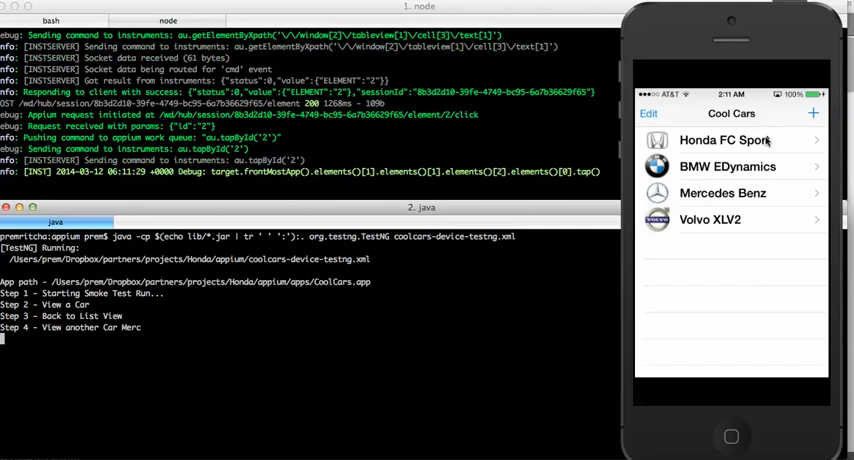 1. node
bash
node
ebug: Sending command to instruments: au.getElementByXpath('\/\/window[2]\/tableview[1]\/cell[3]\/text[1]')
nfo: [INSTSERVER] Sending command to instruments: au.getElementByXpath('\/\/window[2]\/tableview[1]\/cell[3]\/text[1]')
nfo: [INSTSERVER] Socket data received (61 bytes)
nfo: [INSTSERVER] Socket data being routed for 'cmd' event
nfo: [INSTSERVER] Got result from instruments: {"status":0,"value":{"ELEMENT":"2"}}
nfo: Responding to client with success: {"status":0,"value":{"ELEMENT":"2"},"sessionId":"8b3d2d10-39fe-4749-bc95-6a7b36629f65"}
OST /wd/hub/session/8b3d2d10-39fe-4749-bc95-6a7b36629f65/element 200 1268ms - 109b
ebug: Appium request initiated at /wd/hub/session/8b3d2d10-39fe-4749-bc95-6a7b36629f65/element/2/click
ebug: Request received with params: {"id":"2"}
nfo: Pushing command to appium work queue: "au.tapById('2')"
ebug: Sending command to instruments: au.tapById('2')
nfo: [INSTSERVER] Sending command to instruments: au.tapById('2')
nfo: [INST] 2014-03-12 06:11:29 +0000 Debug: target.frontMostApp().elements()[1].elements()[1].elements()[2].elements()[0].tap()
2. java
java
premritcha:appium prem$ java -cp $(echo lib/*.jar | tr ' ' ':'):. org.testng.TestNG coolcars-device-testng.xml
[TestNG] Running:
/Users/prem/Dropbox/partners/projects/Honda/appium/coolcars-device-testng.xml
App path - /Users/prem/Dropbox/partners/projects/Honda/appium/apps/CoolCars.app
Step 1 - Starting Smoke Test Run...
Step 2 - View a Car
Step 3 - Back to List View
Step 4 - View another Car Merc
AT&T 2:11 AM 100%
Edit Cool Cars +
Honda FC Sport
BMW EDynamics
Mercedes Benz
Volvo XLV2